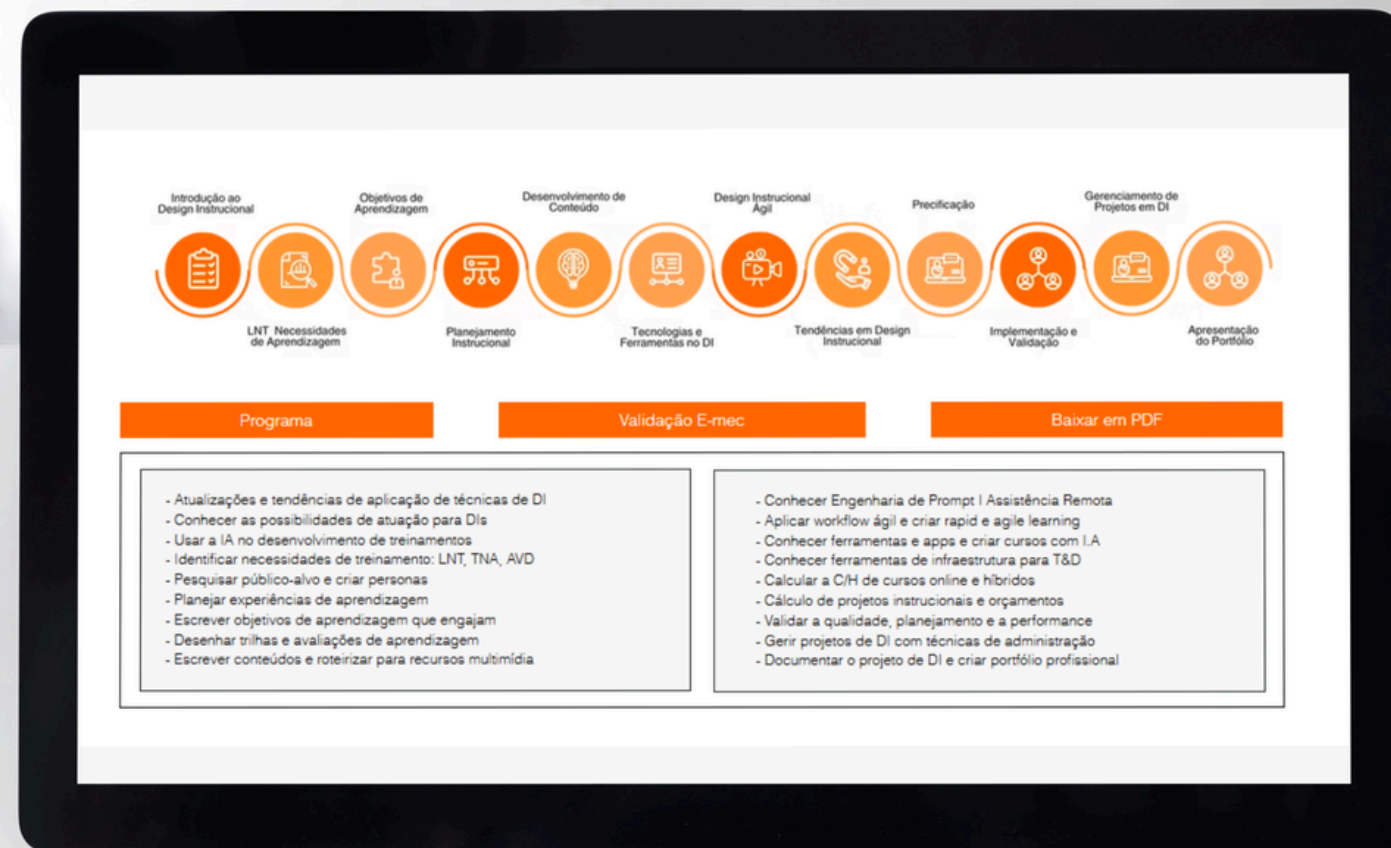 Introdução ao
Design Instrucional
LNT  Necessidades
de Aprendizagem
Objetivos de
Aprendizagem
Planejamento
Instrucional
Desenvolvimento de
Conteúdo
Tecnologias e
Ferramentas no DI
Design Instrucional
Ágil
Tendências em Design
Instrucional
Precificação
Implementação e
Validação
Gerenciamento de
Projetos em DI
Apresentação
do Portfólio
Programa
Validação E-mec
Baixar em PDF
- Atualizações e tendências de aplicação de técnicas de DI
- Conhecer as possibilidades de atuação para DIs
- Usar a IA no desenvolvimento de treinamentos
- Identificar necessidades de treinamento: LNT, TNA, AVD
- Pesquisar público-alvo e criar personas
- Planejar experiências de aprendizagem
- Escrever objetivos de aprendizagem que engajam
- Desenhar trilhas e avaliações de aprendizagem
- Escrever conteúdos e roteirizar para recursos multimídia
- Conhecer Engenharia de Prompt | Assistência Remota
- Aplicar workflow ágil e criar rapid e agile learning
- Conhecer ferramentas e apps e criar cursos com I.A
- Conhecer ferramentas de infraestrutura para T&D
- Calcular a C/H de cursos online e híbridos
- Cálculo de projetos instrucionais e orçamentos
- Validar a qualidade, planejamento e a performance
- Gerir projetos de DI com técnicas de administração
- Documentar o projeto de DI e criar portfólio profissional